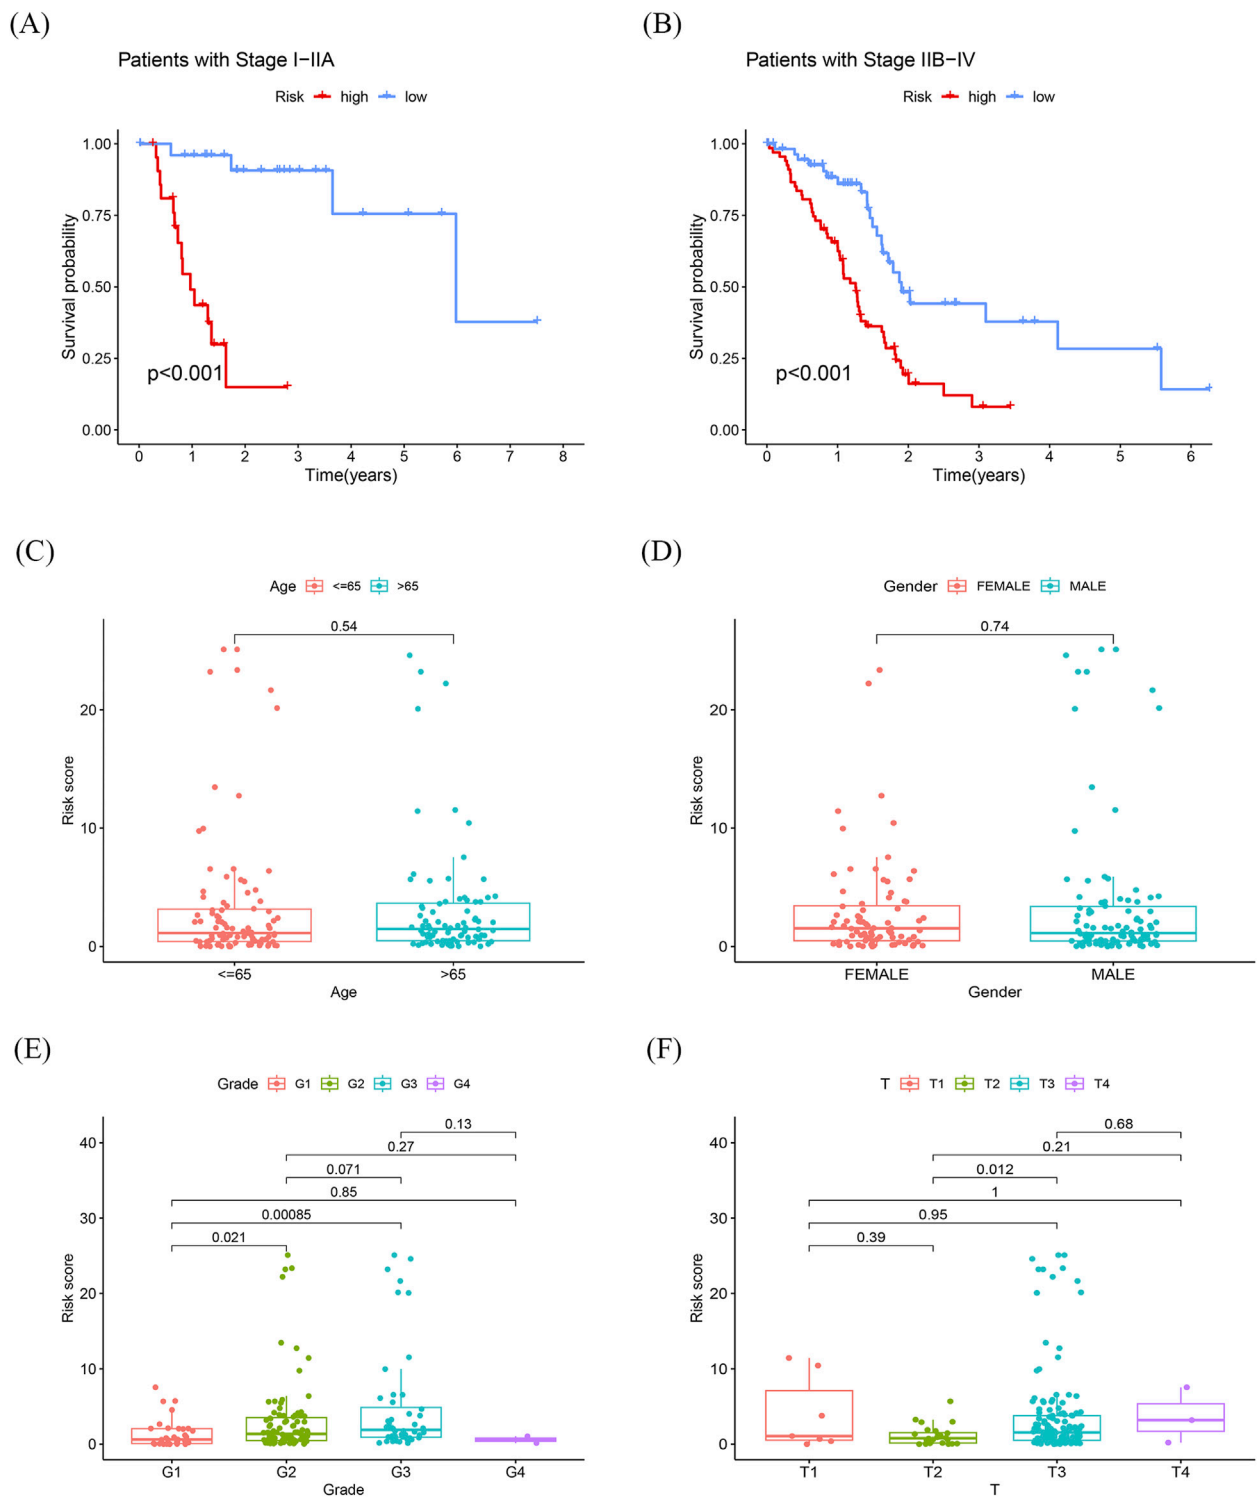 (A)
Patients with Stage I−IIA
Risk high low
1.00
0.75
0.50
0.25
0.00
Survival probability
p<0.001
0 1 2 3 4 5 6 7 8
Time(years)
(B)
Patients with Stage IIB−IV
Risk high low
1.00
0.75
0.50
0.25
0.00
Survival probability
p<0.001
0 1 2 3 4 5 6
Time(years)
(C)
Age <=65 >65
0.54
20
10
0
Risk score
<=65 >65
Age
(D)
Gender FEMALE MALE
0.74
20
10
0
Risk score
FEMALE MALE
Gender
(E)
Grade G1 G2 G3 G4
0.13
0.27
0.071
0.85
0.00085
0.021
40
30
20
10
0
Risk score
G1 G2 G3 G4
Grade
(F)
T T1 T2 T3 T4
0.68
0.21
0.012
1
0.95
0.39
40
30
20
10
0
Risk score
T1 T2 T3 T4
T